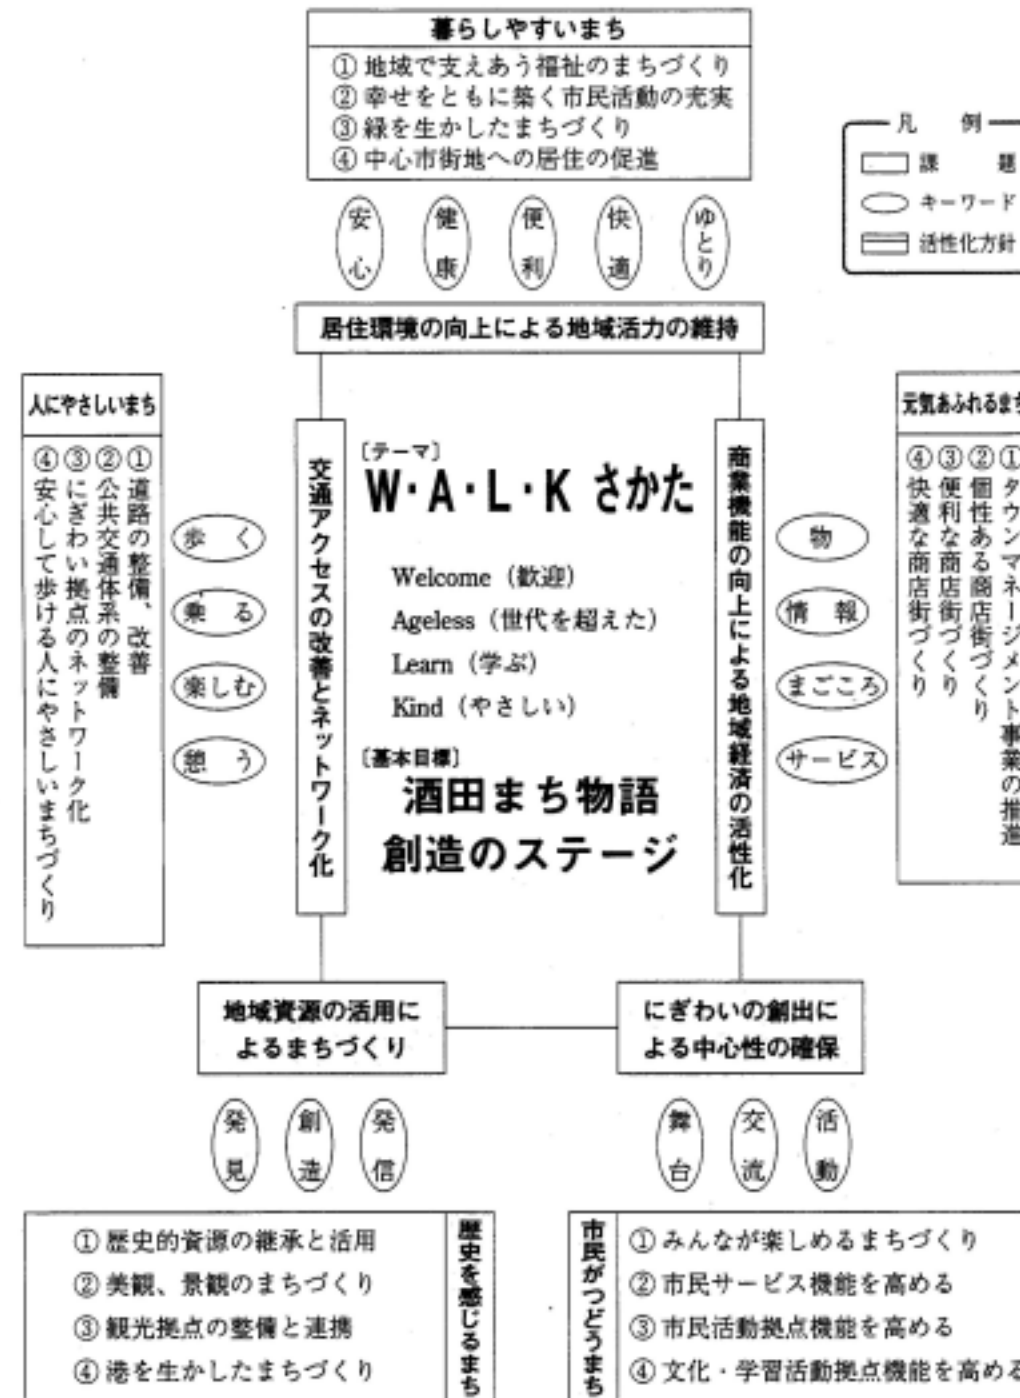 暮らしやすいまち
① 地域で支えあう福祉のまちづくり
② 幸せをともに築く市民活動の充実
③ 緑を生かしたまちづくり
④ 中心市街地への居住の促進
凡 例
課 題
キーワード
活性化方針
安心
健康
便利
快適
ゆとり
居住環境の向上による地域活力の維持
人にやさしいまち
① 道路の整備、改善
② 公共交通体系の整備
③ にぎわい拠点のネットワーク化
④ 安心して歩ける人にやさしいまちづくり
歩く
乗る
楽しむ
憩う
交通アクセスの改善とネットワーク化
〔テーマ〕
W・A・L・K さかた
Welcome（歓迎）
Ageless（世代を超えた）
Learn（学ぶ）
Kind（やさしい）
〔基本目標〕
酒田まち物語
創造のステージ
商業機能の向上による地域経済の活性化
物
情報
まごころ
サービス
元気あふれるまち
① タウンマネージメント事業の推進
② 個性ある商店街づくり
③ 便利な商店街づくり
④ 快適な商店街づくり
地域資源の活用に
よるまちづくり
にぎわいの創出に
よる中心性の確保
発見
創造
発信
舞台
交流
活動
歴史を感じるまち
① 歴史的資源の継承と活用
② 美観、景観のまちづくり
③ 観光拠点の整備と連携
④ 港を生かしたまちづくり
市民がつどうまち
① みんなが楽しめるまちづくり
② 市民サービス機能を高める
③ 市民活動拠点機能を高める
④ 文化・学習活動拠点機能を高める